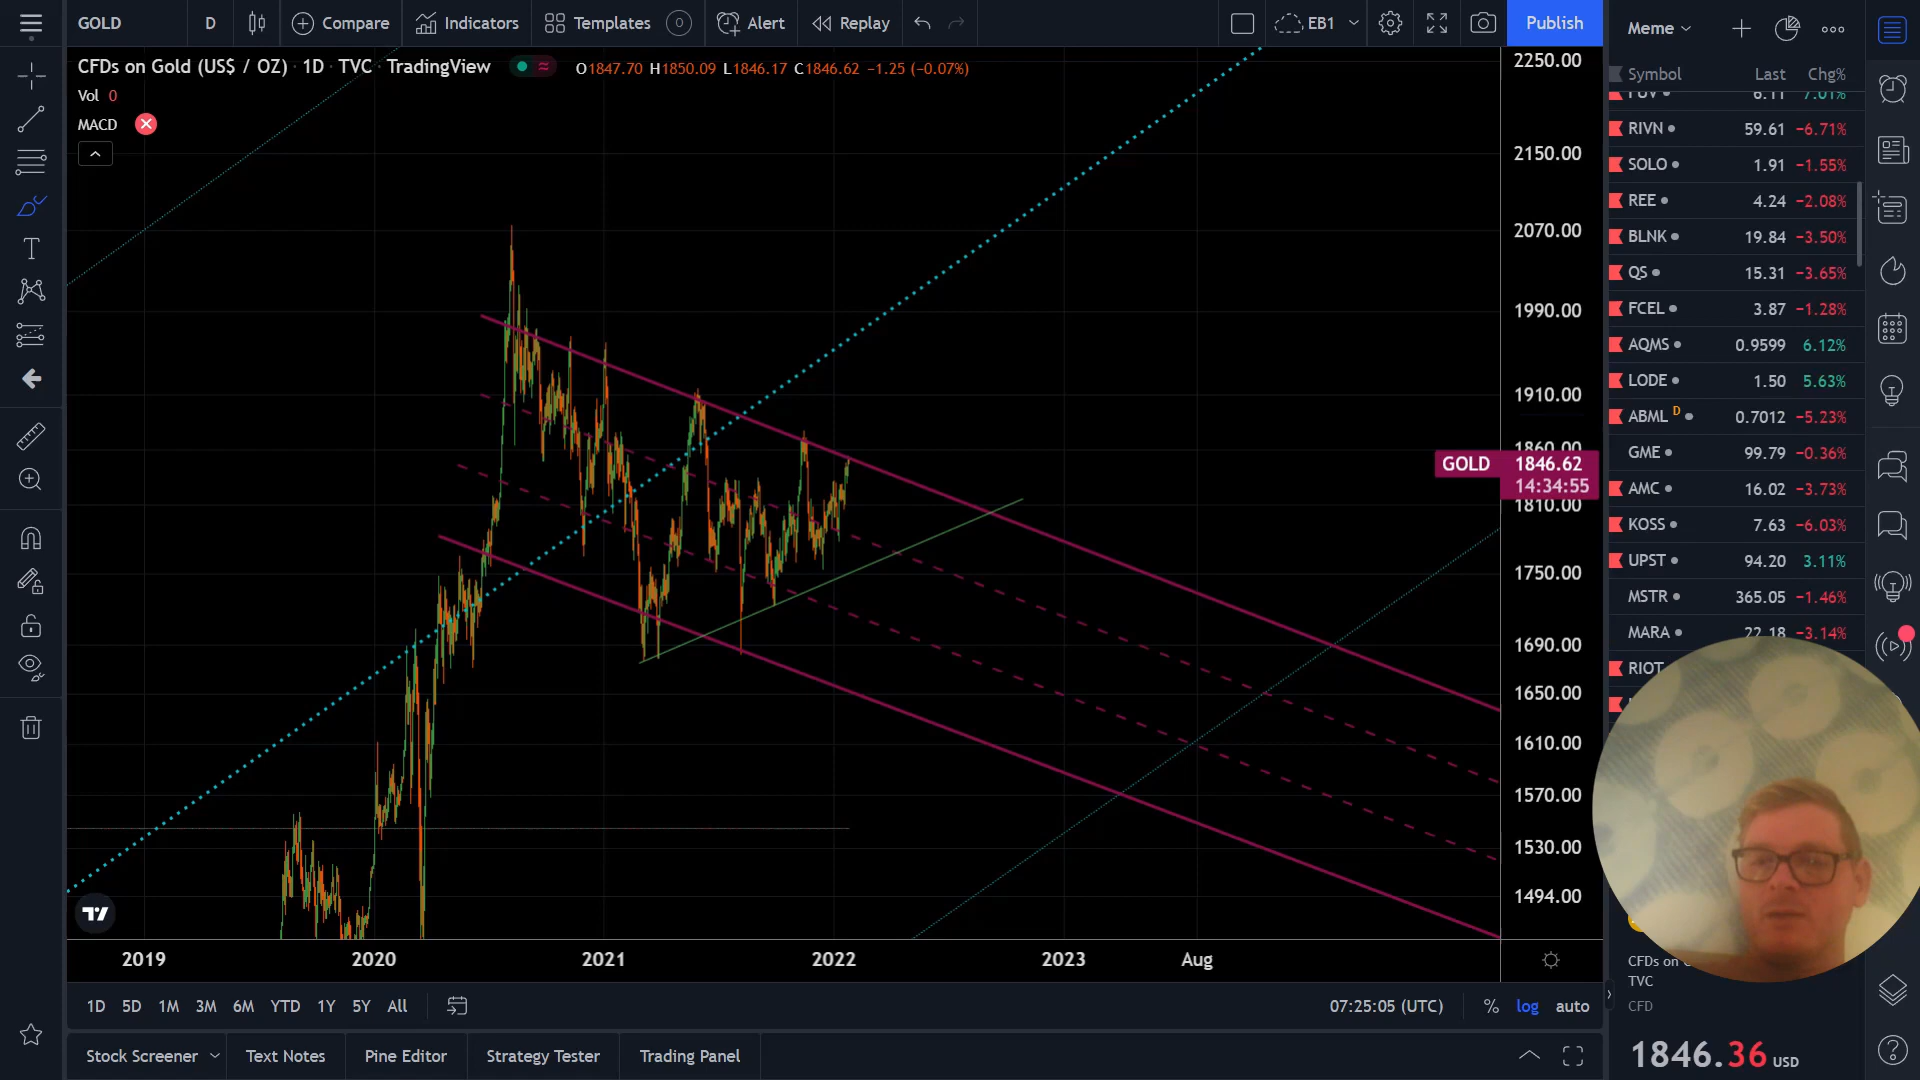 GOLD D Compare Indicators Templates Alert Replay EB1 Publish Meme
CFDs on Gold (US$ / OZ) · 1D · TVC · TradingView O1847.70 H1850.09 L1846.17 C1846.62 −1.25 (−0.07%)
Vol 0
MACD
2250.00
2150.00
2070.00
1990.00
1910.00
1860.00
GOLD 1846.62
14:34:55
1810.00
1750.00
1690.00
1650.00
1610.00
1570.00
1530.00
1494.00
2019 2020 2021 2022 2023 Aug
1D 5D 1M 3M 6M YTD 1Y 5Y All 07:25:05 (UTC) % log auto
Stock Screener Text Notes Pine Editor Strategy Tester Trading Panel
Symbol Last Chg%
6.11 7.01%
RIVN 59.61 −6.71%
SOLO 1.91 −1.55%
REE 4.24 −2.08%
BLNK 19.84 −3.50%
QS 15.31 −3.65%
FCEL 3.87 −1.28%
AQMS 0.9599 6.12%
LODE 1.50 5.63%
ABML D 0.7012 −5.23%
GME 99.79 −0.36%
AMC 16.02 −3.73%
KOSS 7.63 −6.03%
UPST 94.20 3.11%
MSTR 365.05 −1.46%
MARA 22.18 −3.14%
RIOT
CFDs on
TVC
CFD
1846.36 USD